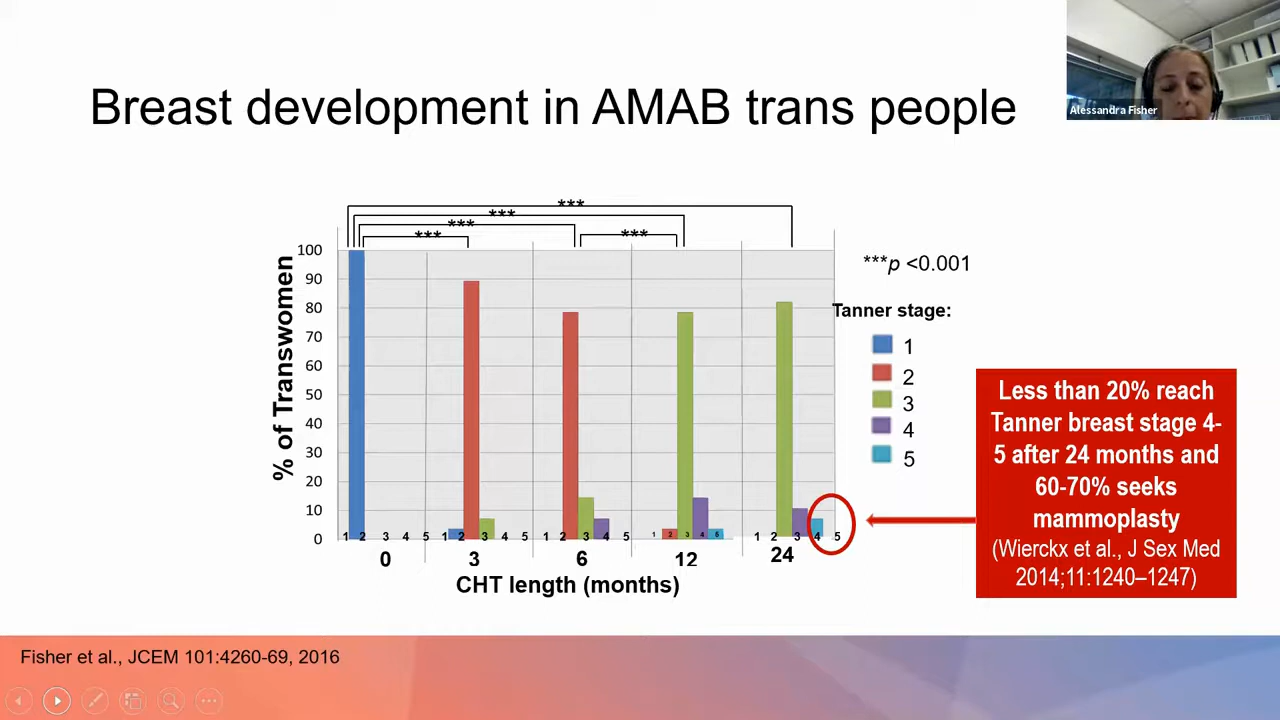 Alessandra Fisher
Breast development in AMAB trans people
***
***
***
***
***
% of Transwomen
100
90
80
70
60
50
40
30
20
10
0
1 2 3 4 5 1 2 3 4 5 1 2 3 4 5 1 2 3 4 5 1 2 3 4 5
0 3 6 12 24
CHT length (months)
***p <0.001
Tanner stage:
1
2
3
4
5
Less than 20% reach
Tanner breast stage 4-
5 after 24 months and
60-70% seeks
mammoplasty
(Wierckx et al., J Sex Med
2014;11:1240–1247)
Fisher et al., JCEM 101:4260-69, 2016